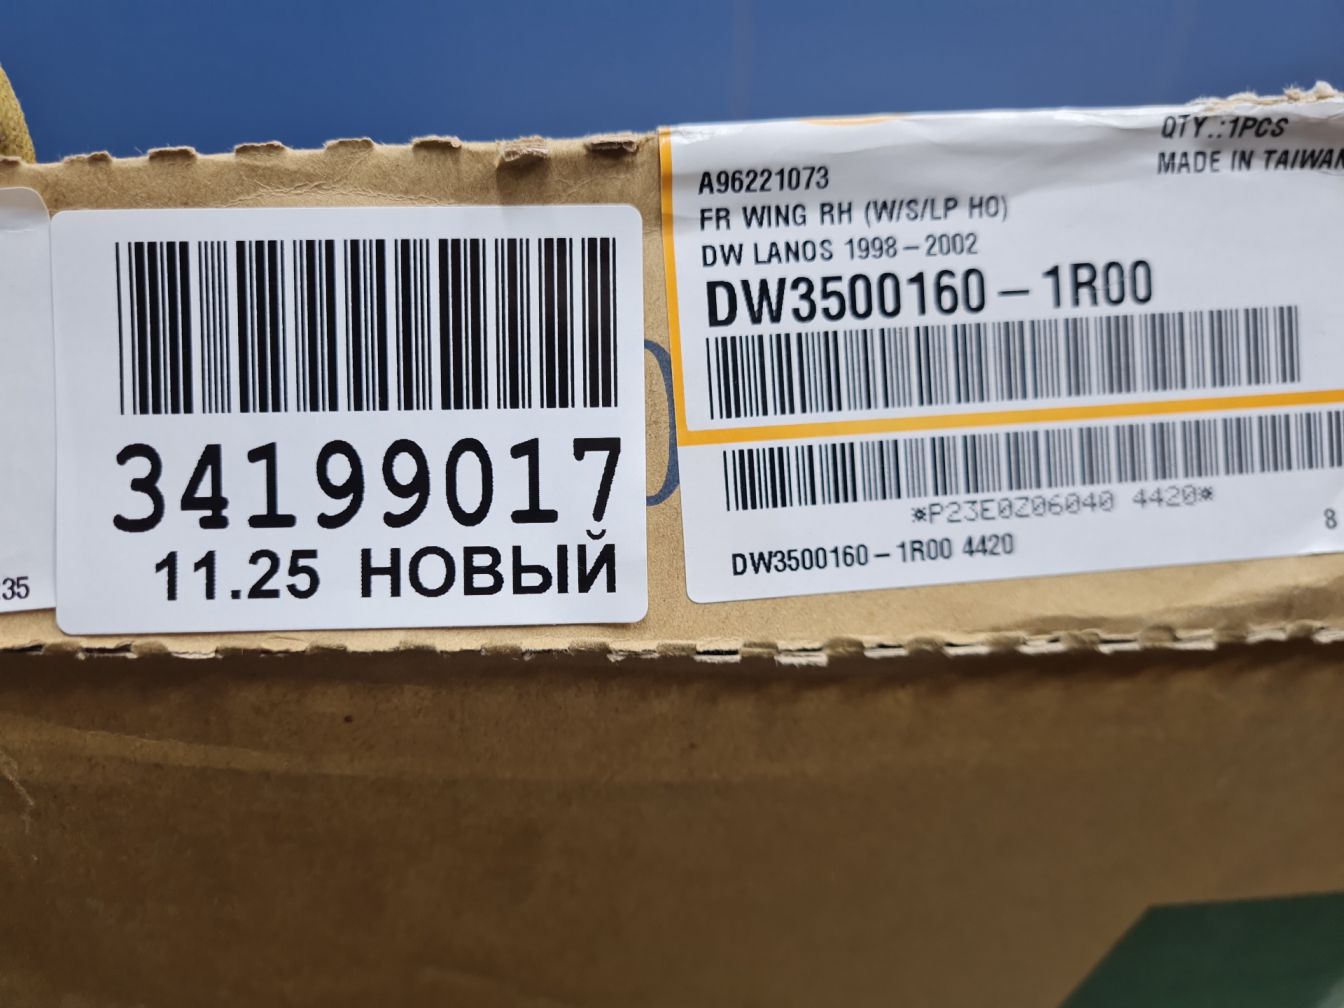 :35
34199017
11.25 НОВЫЙ
QTY.:1PCS
MADE IN TAIWAN
A96221073
FR WING RH (W/S/LP HO)
DW LANOS 1998-2002
DW3500160-1R00
*P23E0Z06040 4420*
DW3500160-1R00 4420
8